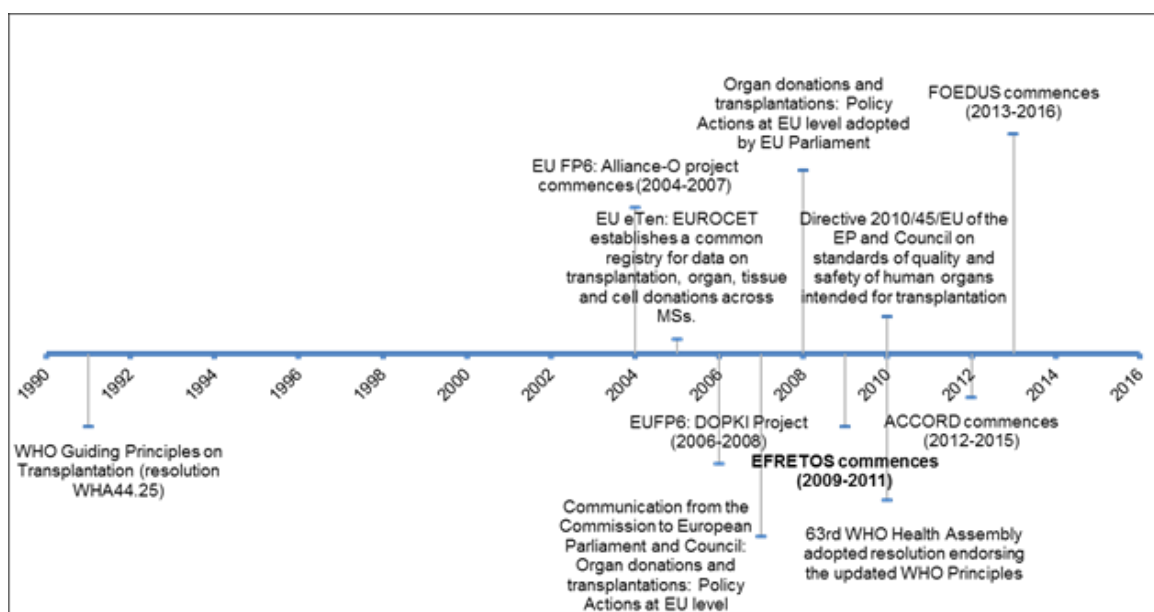 Organ donations and
transplantations: Policy
Actions at EU level adopted
by EU Parliament
FOEDUS commences
(2013-2016)
EU FP6: Alliance-O project
commences (2004-2007)
EU eTen: EUROCET
establishes a common
registry for data on
transplantation, organ, tissue
and cell donations across
MSs.
Directive 2010/45/EU of the
EP and Council on
standards of quality and
safety of human organs
intended for transplantation
1990 1992 1994 1996 1998 2000 2002 2004 2006 2008 2010 2012 2014 2016
WHO Guiding Principles on
Transplantation (resolution
WHA44.25)
EUFP6: DOPKI Project
(2006-2008)
EFRETOS commences
(2009-2011)
ACCORD commences
(2012-2015)
Communication from the
Commission to European
Parliament and Council:
Organ donations and
transplantations: Policy
Actions at EU level
63rd WHO Health Assembly
adopted resolution endorsing
the updated WHO Principles